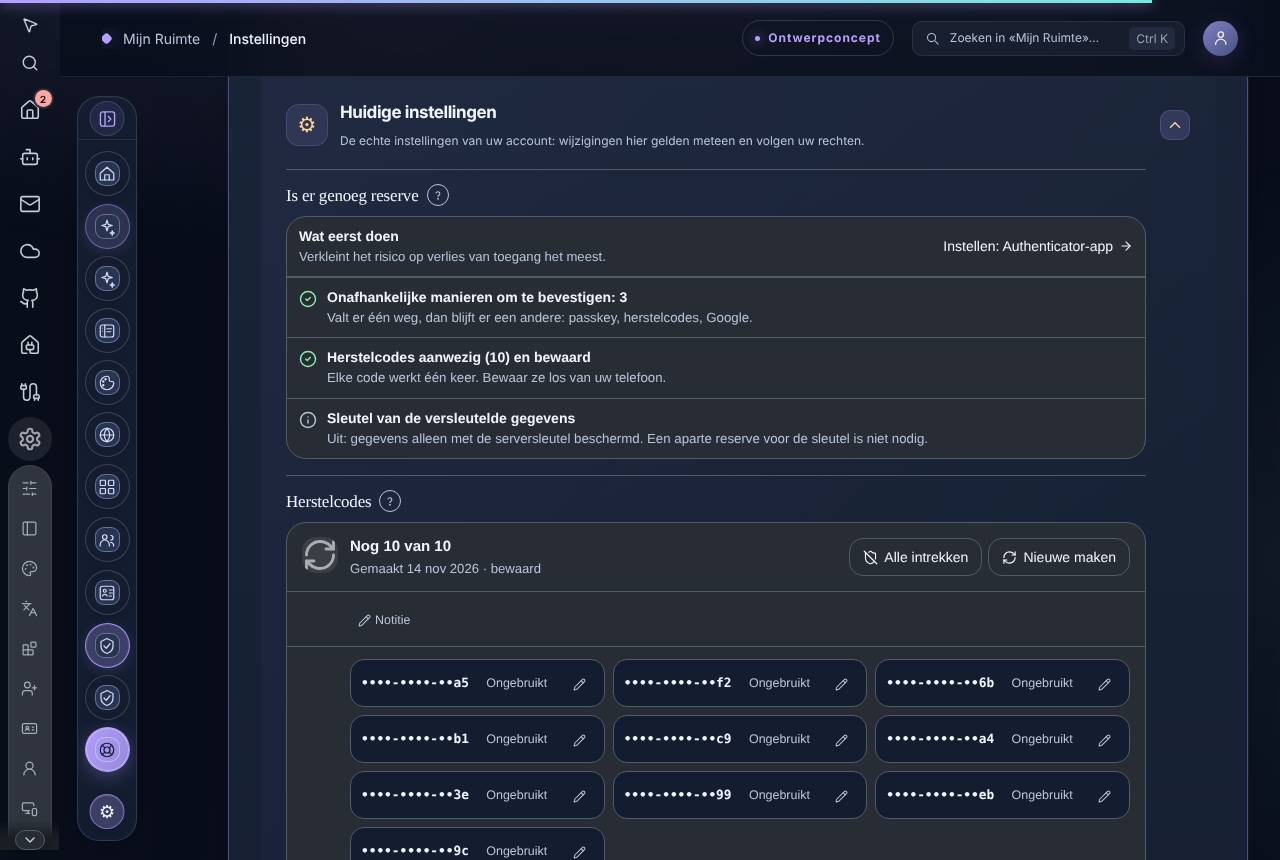 Mijn Ruimte / Instellingen
Ontwerpconcept
Zoeken in «Mijn Ruimte»...
Ctrl K
2
Huidige instellingen
De echte instellingen van uw account: wijzigingen hier gelden meteen en volgen uw rechten.
Is er genoeg reserve ?
Wat eerst doen
Verkleint het risico op verlies van toegang het meest.
Instellen: Authenticator-app →
Onafhankelijke manieren om te bevestigen: 3
Valt er één weg, dan blijft er een andere: passkey, herstelcodes, Google.
Herstelcodes aanwezig (10) en bewaard
Elke code werkt één keer. Bewaar ze los van uw telefoon.
Sleutel van de versleutelde gegevens
Uit: gegevens alleen met de serversleutel beschermd. Een aparte reserve voor de sleutel is niet nodig.
Herstelcodes ?
Nog 10 van 10
Gemaakt 14 nov 2026 · bewaard
Alle intrekken
Nieuwe maken
Notitie
••••-••••-••a5 Ongebruikt
••••-••••-••f2 Ongebruikt
••••-••••-••6b Ongebruikt
••••-••••-••b1 Ongebruikt
••••-••••-••c9 Ongebruikt
••••-••••-••a4 Ongebruikt
••••-••••-••3e Ongebruikt
••••-••••-••99 Ongebruikt
••••-••••-••eb Ongebruikt
••••-••••-••9c Ongebruikt